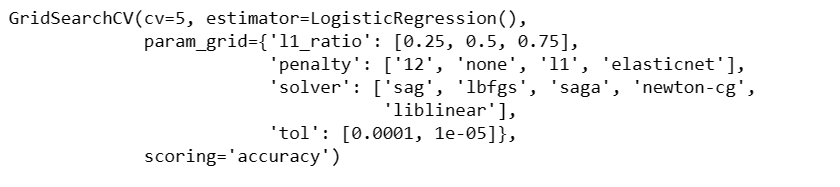 GridSearchCV(cv=5, estimator=LogisticRegression(),
             param_grid={'l1_ratio': [0.25, 0.5, 0.75],
                         'penalty': ['12', 'none', 'l1', 'elasticnet'],
                         'solver': ['sag', 'lbfgs', 'saga', 'newton-cg',
                                    'liblinear'],
                         'tol': [0.0001, 1e-05]},
             scoring='accuracy')